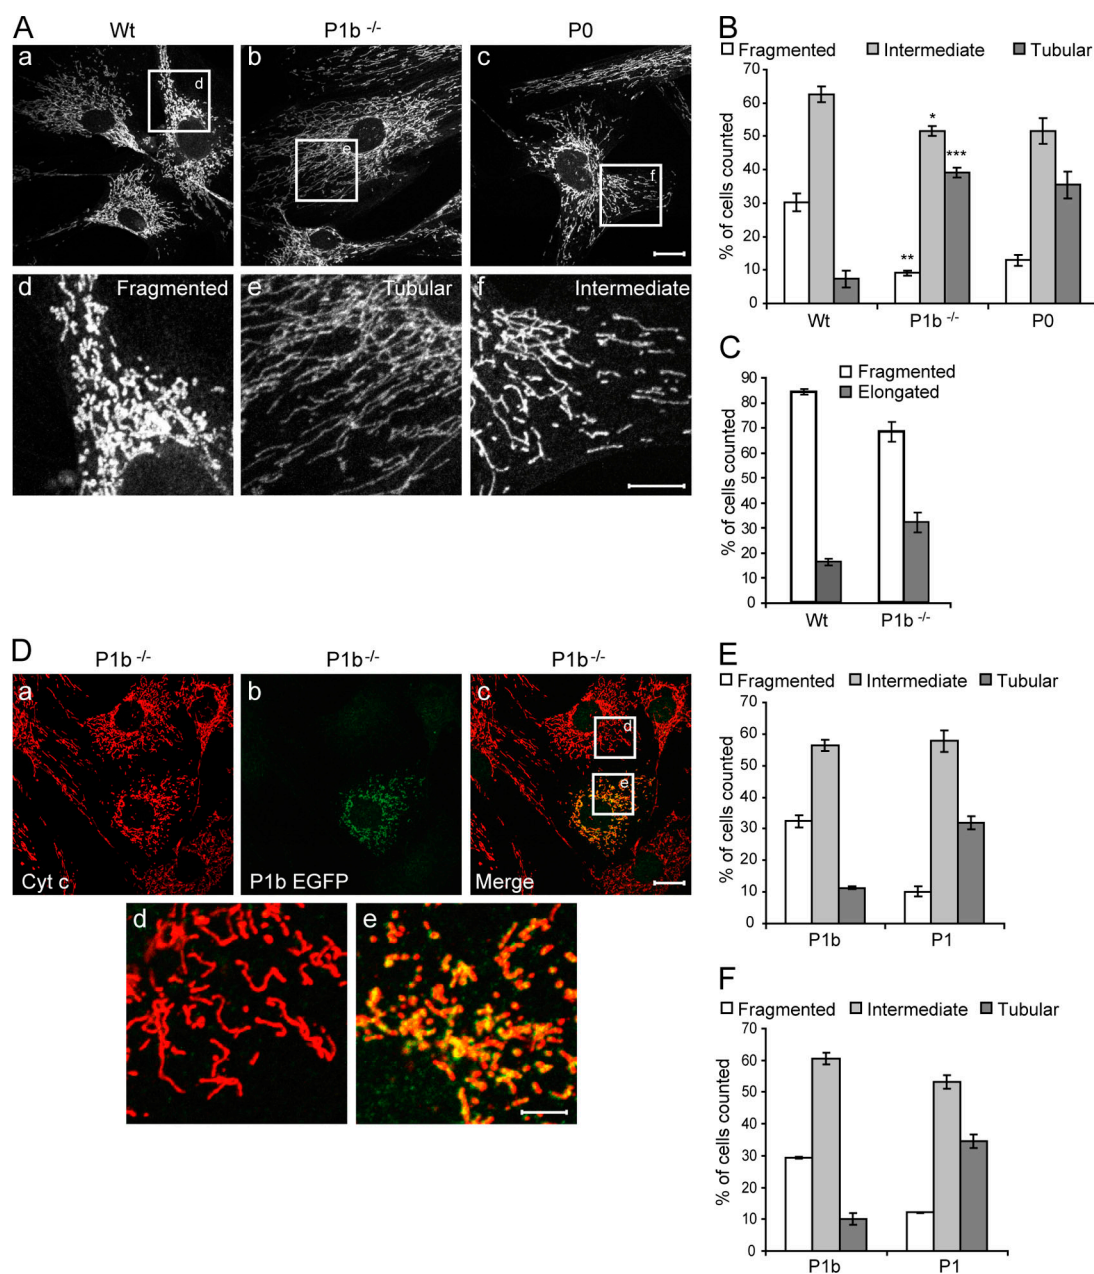 A
Wt
P1b -/-
P0
a
b
c
d
e
f
d
Fragmented
e
Tubular
f
Intermediate
B
Fragmented
Intermediate
Tubular
% of cells counted
70
60
50
40
30
20
10
0
*
**
***
Wt
P1b -/-
P0
C
Fragmented
Elongated
% of cells counted
90
80
70
60
50
40
30
20
10
0
Wt
P1b -/-
D
P1b -/-
P1b -/-
P1b -/-
a
b
c
d
e
Cyt c
P1b EGFP
Merge
d
e
E
Fragmented
Intermediate
Tubular
% of cells counted
70
60
50
40
30
20
10
0
P1b
P1
F
Fragmented
Intermediate
Tubular
% of cells counted
70
60
50
40
30
20
10
0
P1b
P1